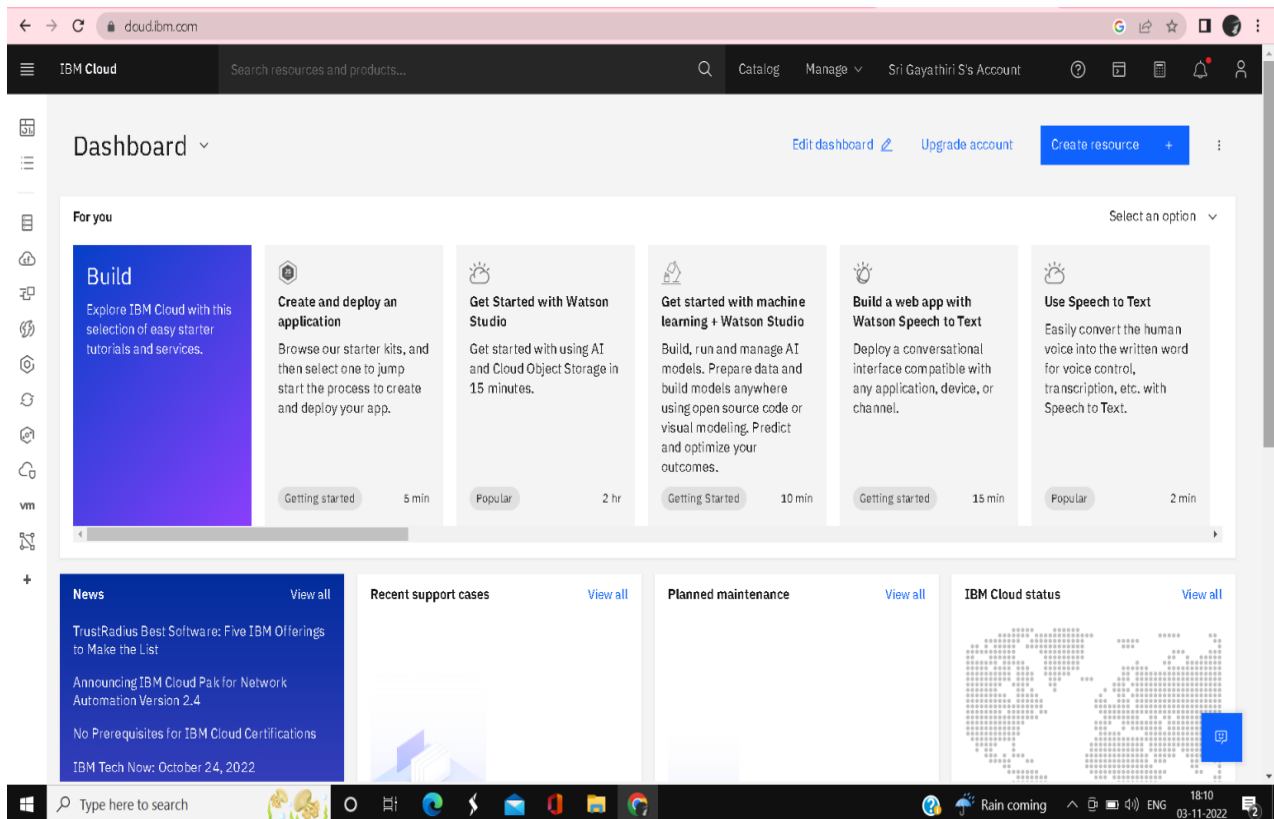 cloud.ibm.com
IBM Cloud
Search resources and products...
Catalog
Manage
Sri Gayathiri S's Account
Dashboard
Edit dashboard
Upgrade account
Create resource +
For you
Select an option
Build
Explore IBM Cloud with this
selection of easy starter
tutorials and services.
Create and deploy an
application
Browse our starter kits, and
then select one to jump
start the process to create
and deploy your app.
Getting started
5 min
Get Started with Watson
Studio
Get started with using AI
and Cloud Object Storage in
15 minutes.
Popular
2 hr
Get started with machine
learning + Watson Studio
Build, run and manage AI
models. Prepare data and
build models anywhere
using open source code or
visual modeling. Predict
and optimize your
outcomes.
Getting Started
10 min
Build a web app with
Watson Speech to Text
Deploy a conversational
interface compatible with
any application, device, or
channel.
Getting started
15 min
Use Speech to Text
Easily convert the human
voice into the written word
for voice control,
transcription, etc. with
Speech to Text.
Popular
2 min
vm
News
View all
TrustRadius Best Software: Five IBM Offerings
to Make the List
Announcing IBM Cloud Pak for Network
Automation Version 2.4
No Prerequisites for IBM Cloud Certifications
IBM Tech Now: October 24, 2022
Recent support cases
View all
Planned maintenance
View all
IBM Cloud status
View all
Type here to search
Rain coming
ENG
18:10
03-11-2022
2